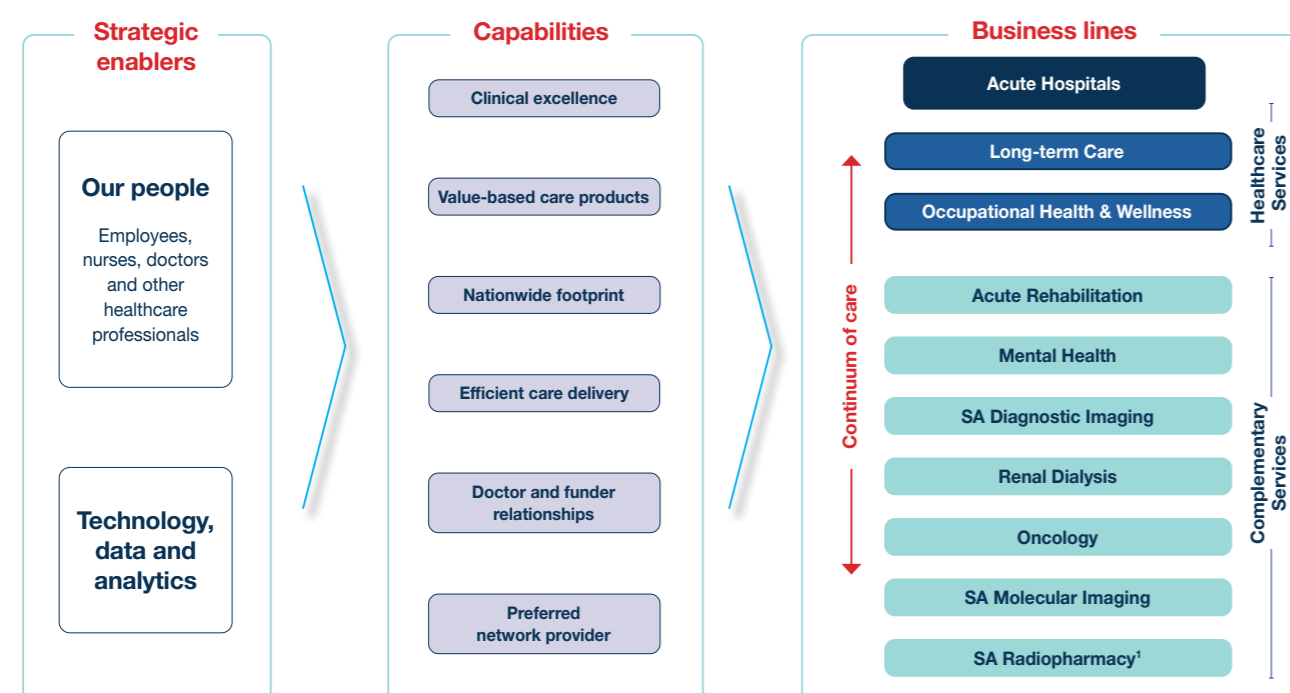 Strategic
enablers
Our people
Employees,
nurses, doctors
and other
healthcare
professionals
Technology,
data and
analytics
Capabilities
Clinical excellence
Value-based care products
Nationwide footprint
Efficient care delivery
Doctor and funder
relationships
Preferred
network provider
Business lines
Continuum of care
Acute Hospitals
Long-term Care
Occupational Health & Wellness
Acute Rehabilitation
Mental Health
SA Diagnostic Imaging
Renal Dialysis
Oncology
SA Molecular Imaging
SA Radiopharmacy¹
Healthcare
Services
Complementary
Services